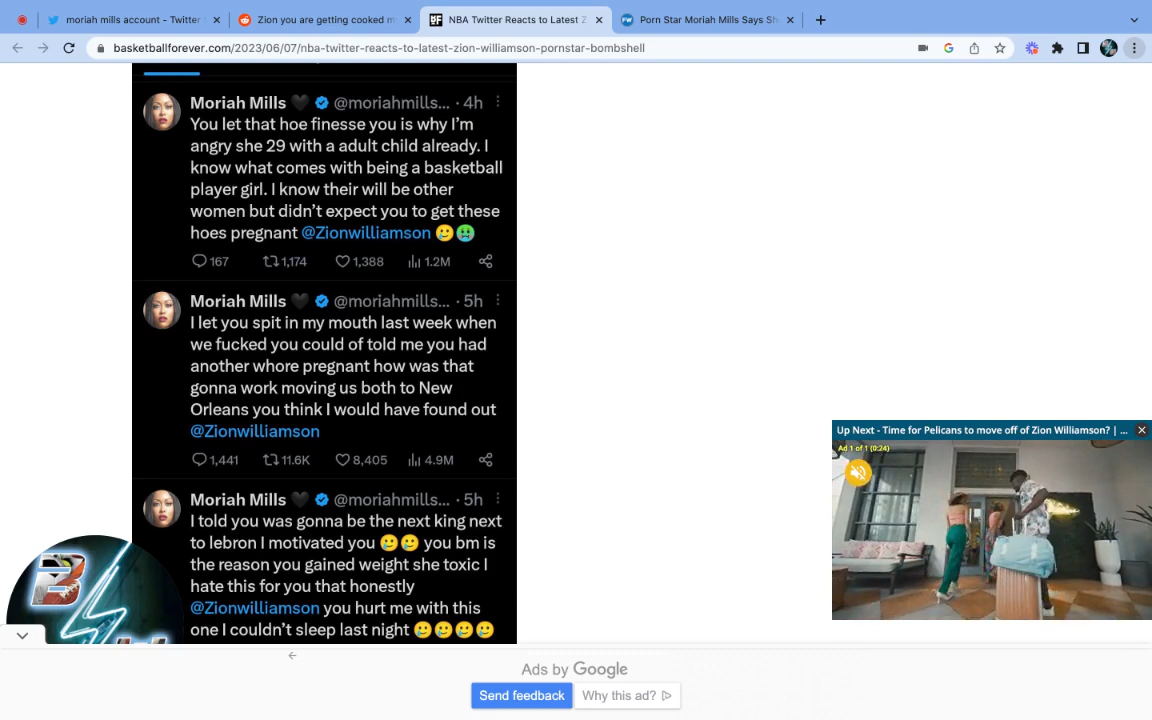 moriah mills account - Twitter
Zion you are getting cooked m
NBA Twitter Reacts to Latest Z
Porn Star Moriah Mills Says Sh
basketballforever.com/2023/06/07/nba-twitter-reacts-to-latest-zion-williamson-pornstar-bombshell
Moriah Mills 🖤 @moriahmills... · 4h
You let that hoe finesse you is why I'm
angry she 29 with a adult child already. I
know what comes with being a basketball
player girl. I know their will be other
women but didn't expect you to get these
hoes pregnant @Zionwilliamson 🥲🤮
167 1,174 1,388 1.2M
Moriah Mills 🖤 @moriahmills... · 5h
I let you spit in my mouth last week when
we fucked you could of told me you had
another whore pregnant how was that
gonna work moving us both to New
Orleans you think I would have found out
@Zionwilliamson
1,441 11.6K 8,405 4.9M
Moriah Mills 🖤 @moriahmills... · 5h
I told you was gonna be the next king next
to lebron I motivated you 🥲🥲 you bm is
the reason you gained weight she toxic I
hate this for you that honestly
@Zionwilliamson you hurt me with this
one I couldn't sleep last night 🥲🥲🥲🥲
Up Next - Time for Pelicans to move off of Zion Williamson? | ...
Ad 1 of 1 (0:24)
Ads by Google
Send feedback
Why this ad?